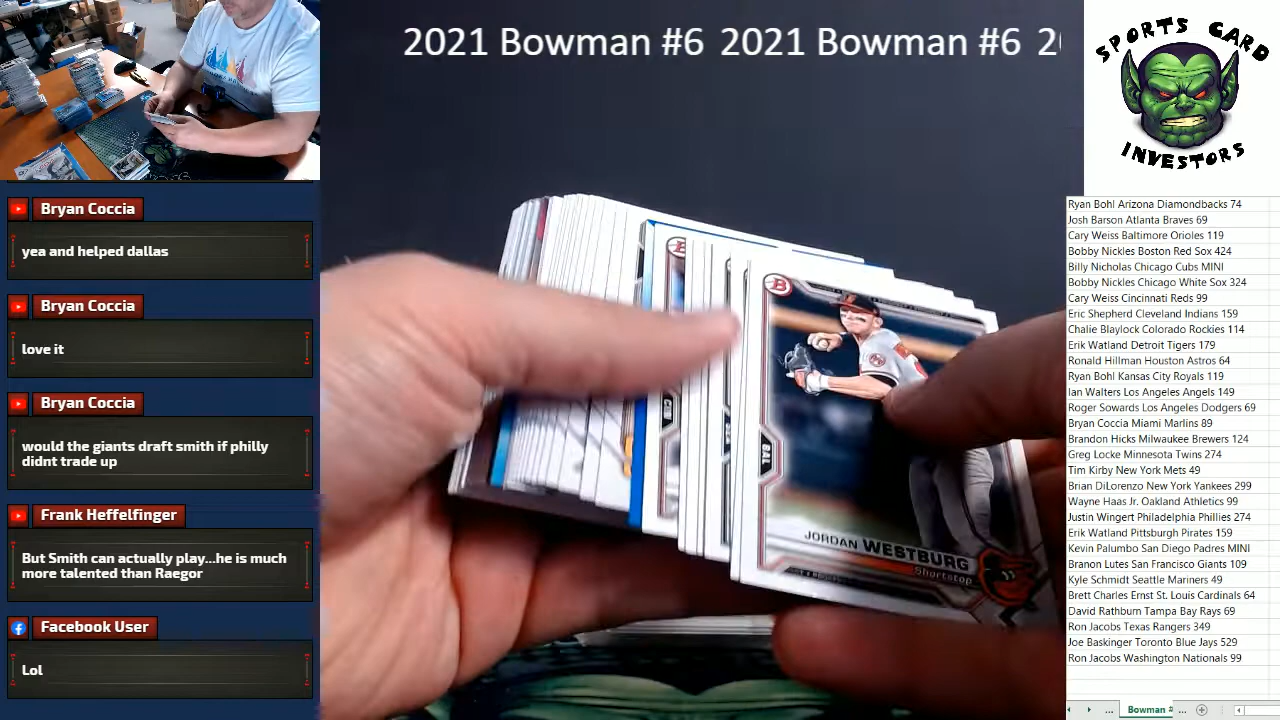 2021 Bowman #6 2021 Bowman #6
SPORTS CARD
INVESTORS
Bryan Coccia
yea and helped dallas
Bryan Coccia
love it
Bryan Coccia
would the giants draft smith if philly
didnt trade up
Frank Heffelfinger
But Smith can actually play...he is much
more talented than Raegor
Facebook User
Lol
B
BAL
JORDAN WESTBURG
Shortstop
Ryan Bohl Arizona Diamondbacks 74
Josh Barson Atlanta Braves 69
Cary Weiss Baltimore Orioles 119
Bobby Nickles Boston Red Sox 424
Billy Nicholas Chicago Cubs MINI
Bobby Nickles Chicago White Sox 324
Cary Weiss Cincinnati Reds 99
Eric Shepherd Cleveland Indians 159
Chalie Blaylock Colorado Rockies 114
Erik Watland Detroit Tigers 179
Ronald Hillman Houston Astros 64
Ryan Bohl Kansas City Royals 119
Ian Walters Los Angeles Angels 149
Roger Sowards Los Angeles Dodgers 69
Bryan Coccia Miami Marlins 89
Brandon Hicks Milwaukee Brewers 124
Greg Locke Minnesota Twins 274
Tim Kirby New York Mets 49
Brian DiLorenzo New York Yankees 299
Wayne Haas Jr. Oakland Athletics 99
Justin Wingert Philadelphia Phillies 274
Erik Watland Pittsburgh Pirates 159
Kevin Palumbo San Diego Padres MINI
Branon Lutes San Francisco Giants 109
Kyle Schmidt Seattle Mariners 49
Brett Charles Ernst St. Louis Cardinals 64
David Rathburn Tampa Bay Rays 69
Ron Jacobs Texas Rangers 349
Joe Baskinger Toronto Blue Jays 529
Ron Jacobs Washington Nationals 99
... Bowman # ...